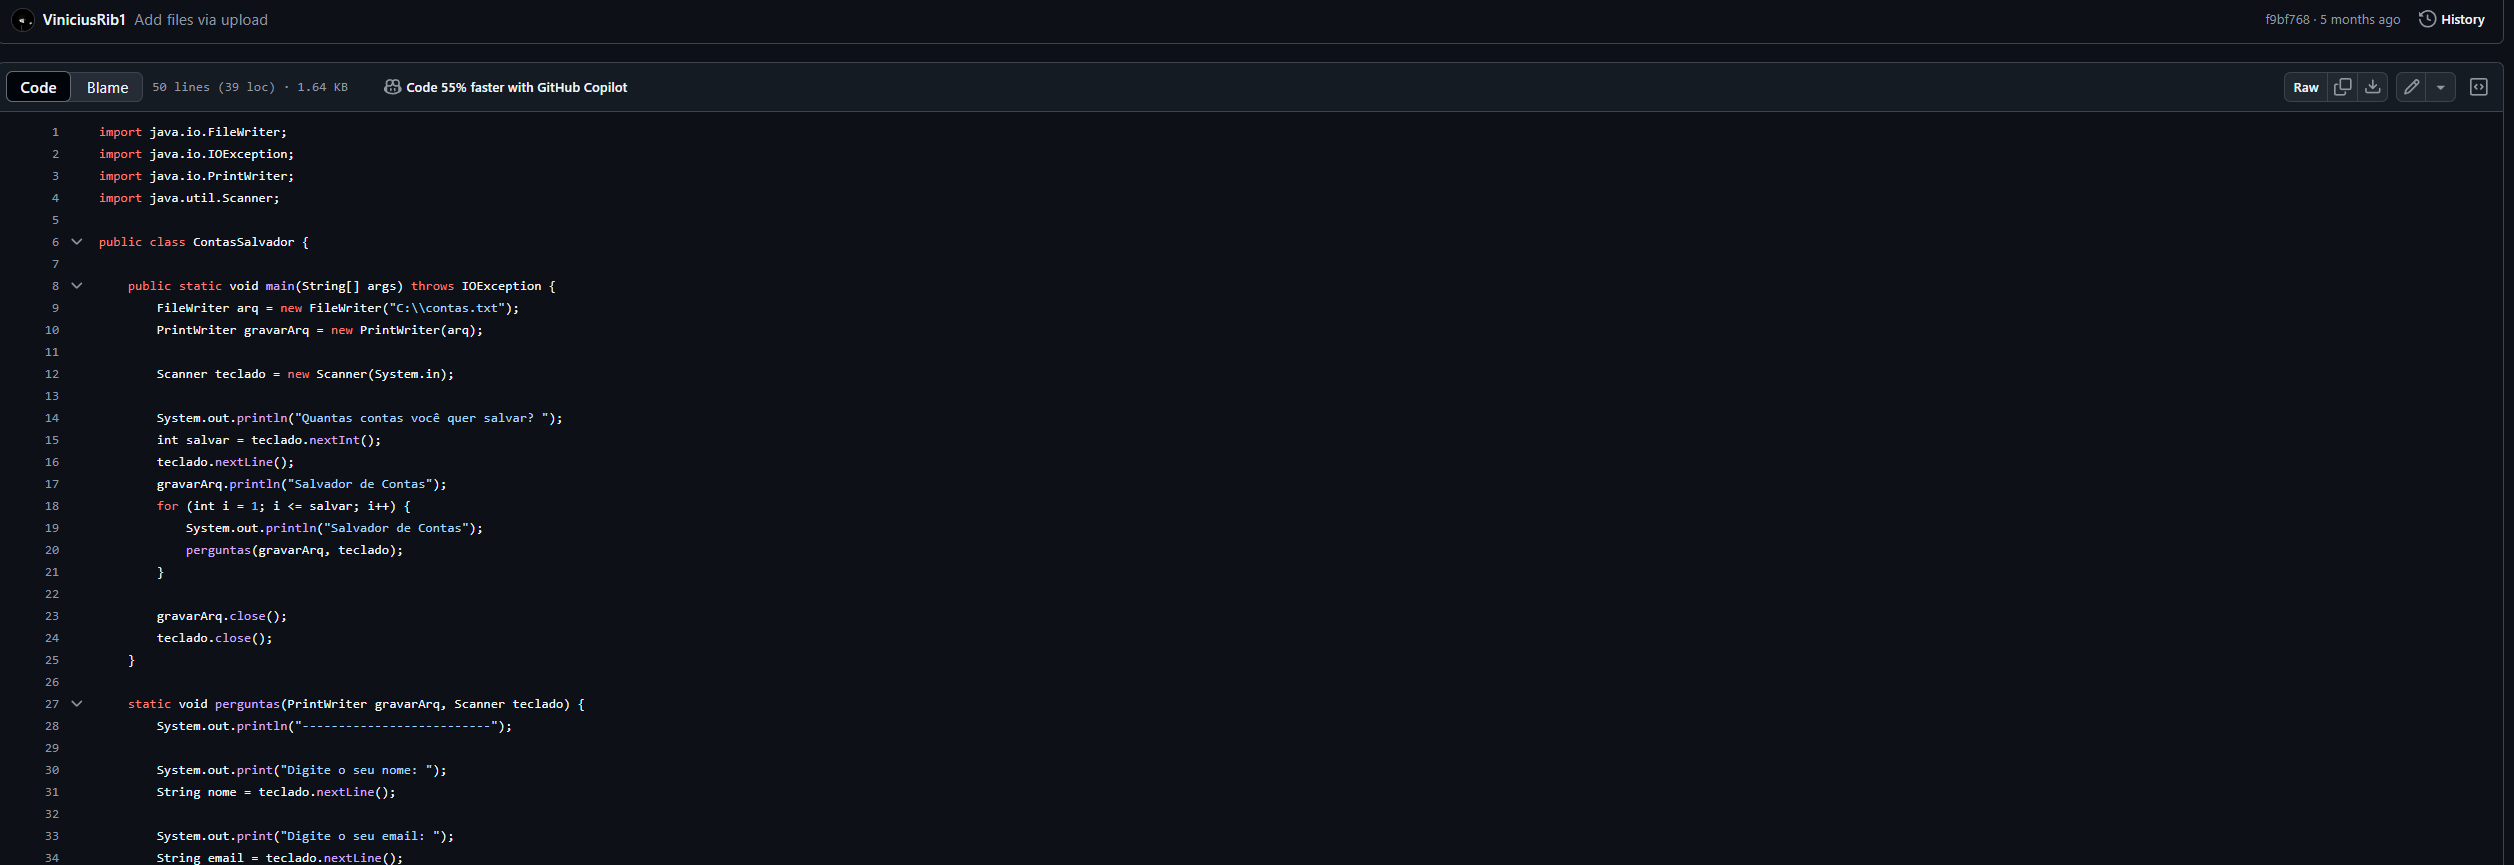 ViniciusRib1 Add files via upload f9bf768 · 5 months ago History
Code Blame 50 lines (39 loc) · 1.64 KB Code 55% faster with GitHub Copilot Raw
1 import java.io.FileWriter;
2 import java.io.IOException;
3 import java.io.PrintWriter;
4 import java.util.Scanner;
5
6 public class ContasSalvador {
7
8 public static void main(String[] args) throws IOException {
9 FileWriter arq = new FileWriter("C:\\contas.txt");
10 PrintWriter gravarArq = new PrintWriter(arq);
11
12 Scanner teclado = new Scanner(System.in);
13
14 System.out.println("Quantas contas você quer salvar? ");
15 int salvar = teclado.nextInt();
16 teclado.nextLine();
17 gravarArq.println("Salvador de Contas");
18 for (int i = 1; i <= salvar; i++) {
19 System.out.println("Salvador de Contas");
20 perguntas(gravarArq, teclado);
21 }
22
23 gravarArq.close();
24 teclado.close();
25 }
26
27 static void perguntas(PrintWriter gravarArq, Scanner teclado) {
28 System.out.println("--------------------------");
29
30 System.out.print("Digite o seu nome: ");
31 String nome = teclado.nextLine();
32
33 System.out.print("Digite o seu email: ");
34 String email = teclado.nextLine();